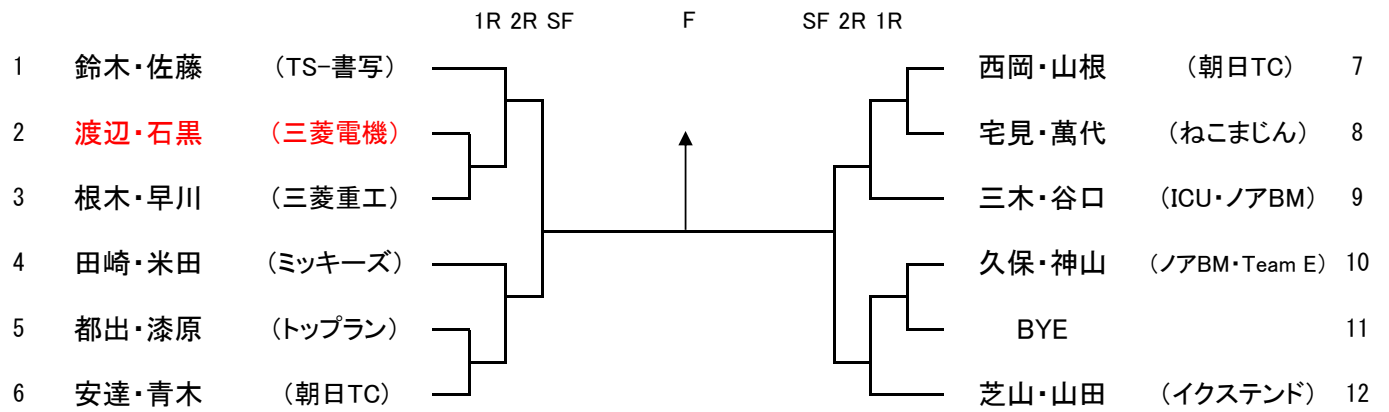 1R 2R SF F SF 2R 1R
1 鈴木・佐藤 (TS-書写) 西岡・山根 (朝日TC) 7
2 渡辺・石黒 (三菱電機) 宅見・萬代 (ねこまじん) 8
3 根木・早川 (三菱重工) 三木・谷口 (ICU・ノアBM) 9
4 田崎・米田 (ミッキーズ) 久保・神山 (ノアBM・Team E) 10
5 都出・漆原 (トップラン) BYE 11
6 安達・青木 (朝日TC) 芝山・山田 (イクステンド) 12